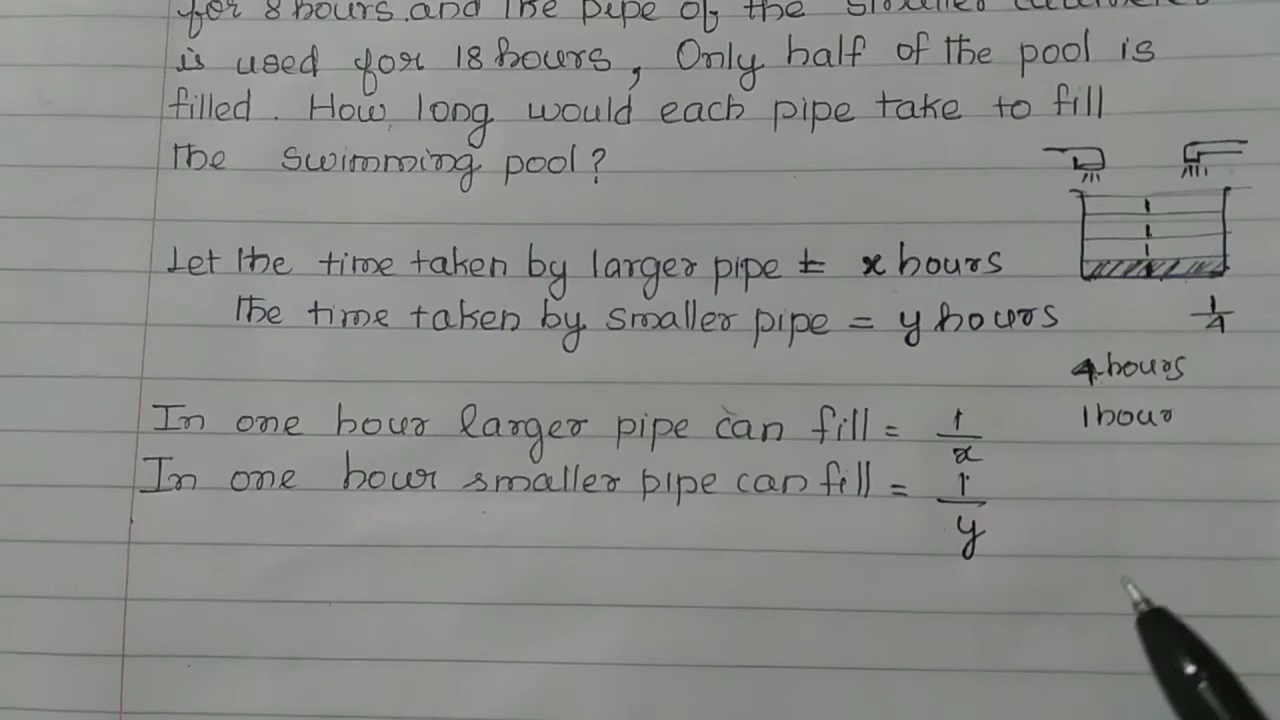 for 8 hours and the pipe of the
is used for 18 hours, Only half of the pool is
filled. How long would each pipe take to fill
the swimming pool?
Let the time taken by larger pipe = x hours
the time taken by smaller pipe = y hours
1/4
4 hours
1 hour
In one hour larger pipe can fill = 1/x
In one hour smaller pipe can fill = 1/y